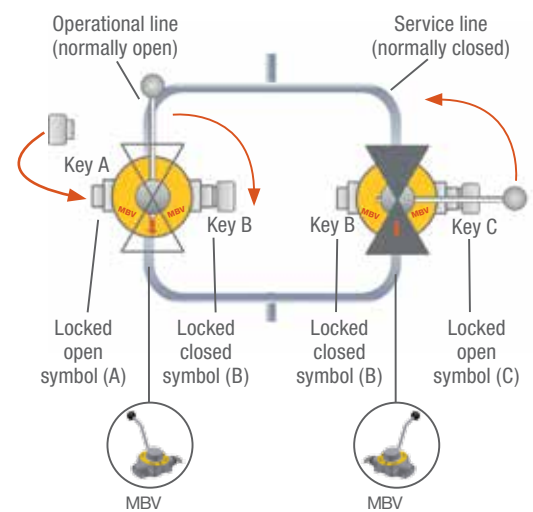 Operational line
(normally open)
Service line
(normally closed)
Key A
MBV
MBV
Key B
Key B
MBV
MBV
Key C
Locked
open
symbol (A)
Locked
closed
symbol (B)
Locked
closed
symbol (B)
Locked
open
symbol (C)
MBV
MBV